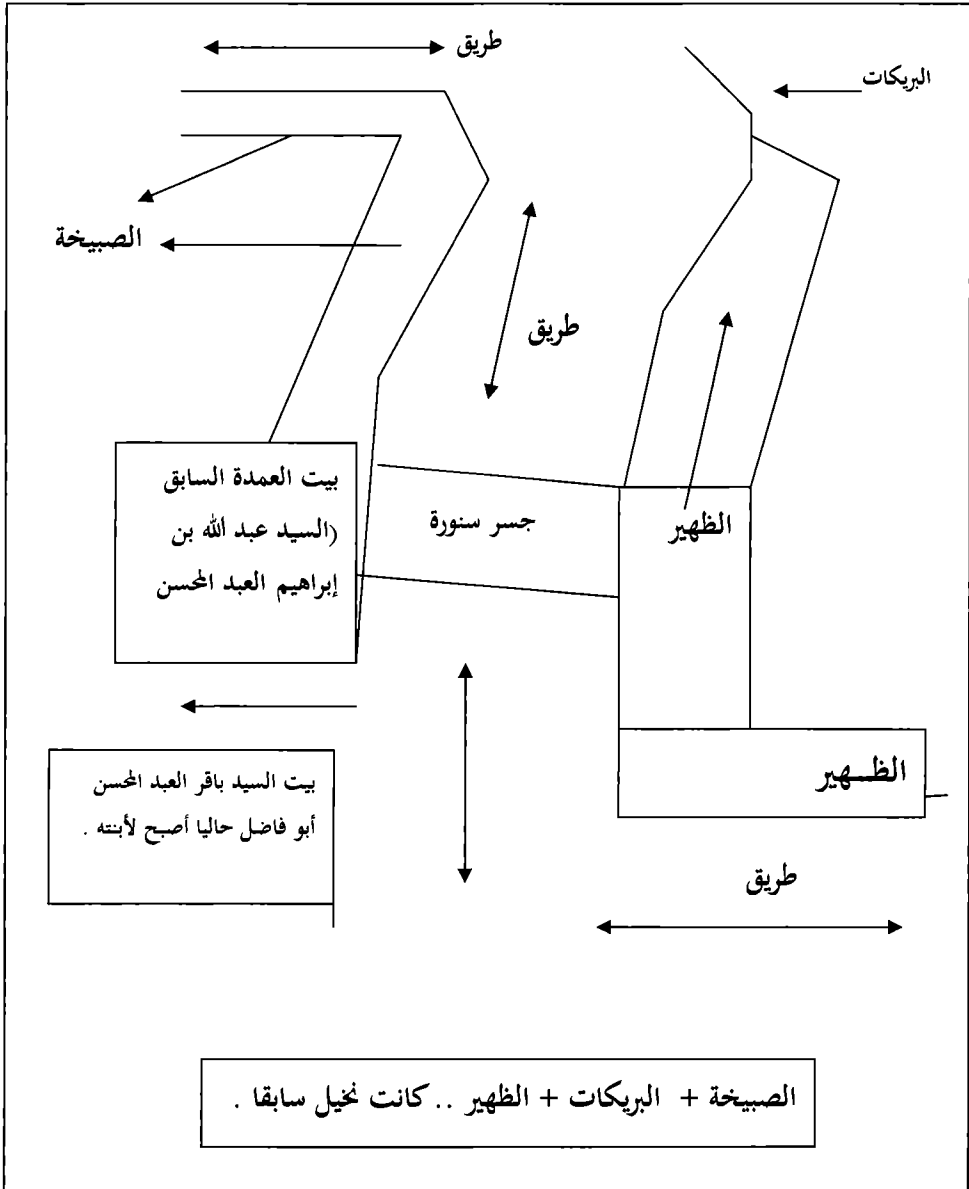 طريق
البريكات
الصبيخة
طريق
بيت العمدة السابق
(السيد عبد الله بن
إبراهيم العبد المحسن
جسر سنورة
الظهير
الظـهير
بيت السيد باقر العبد المحسن
أبو فاضل حاليا أصبح لأبنته .
طريق
الصبيخة + البريكات + الظهير .. كانت نخيل سابقا .